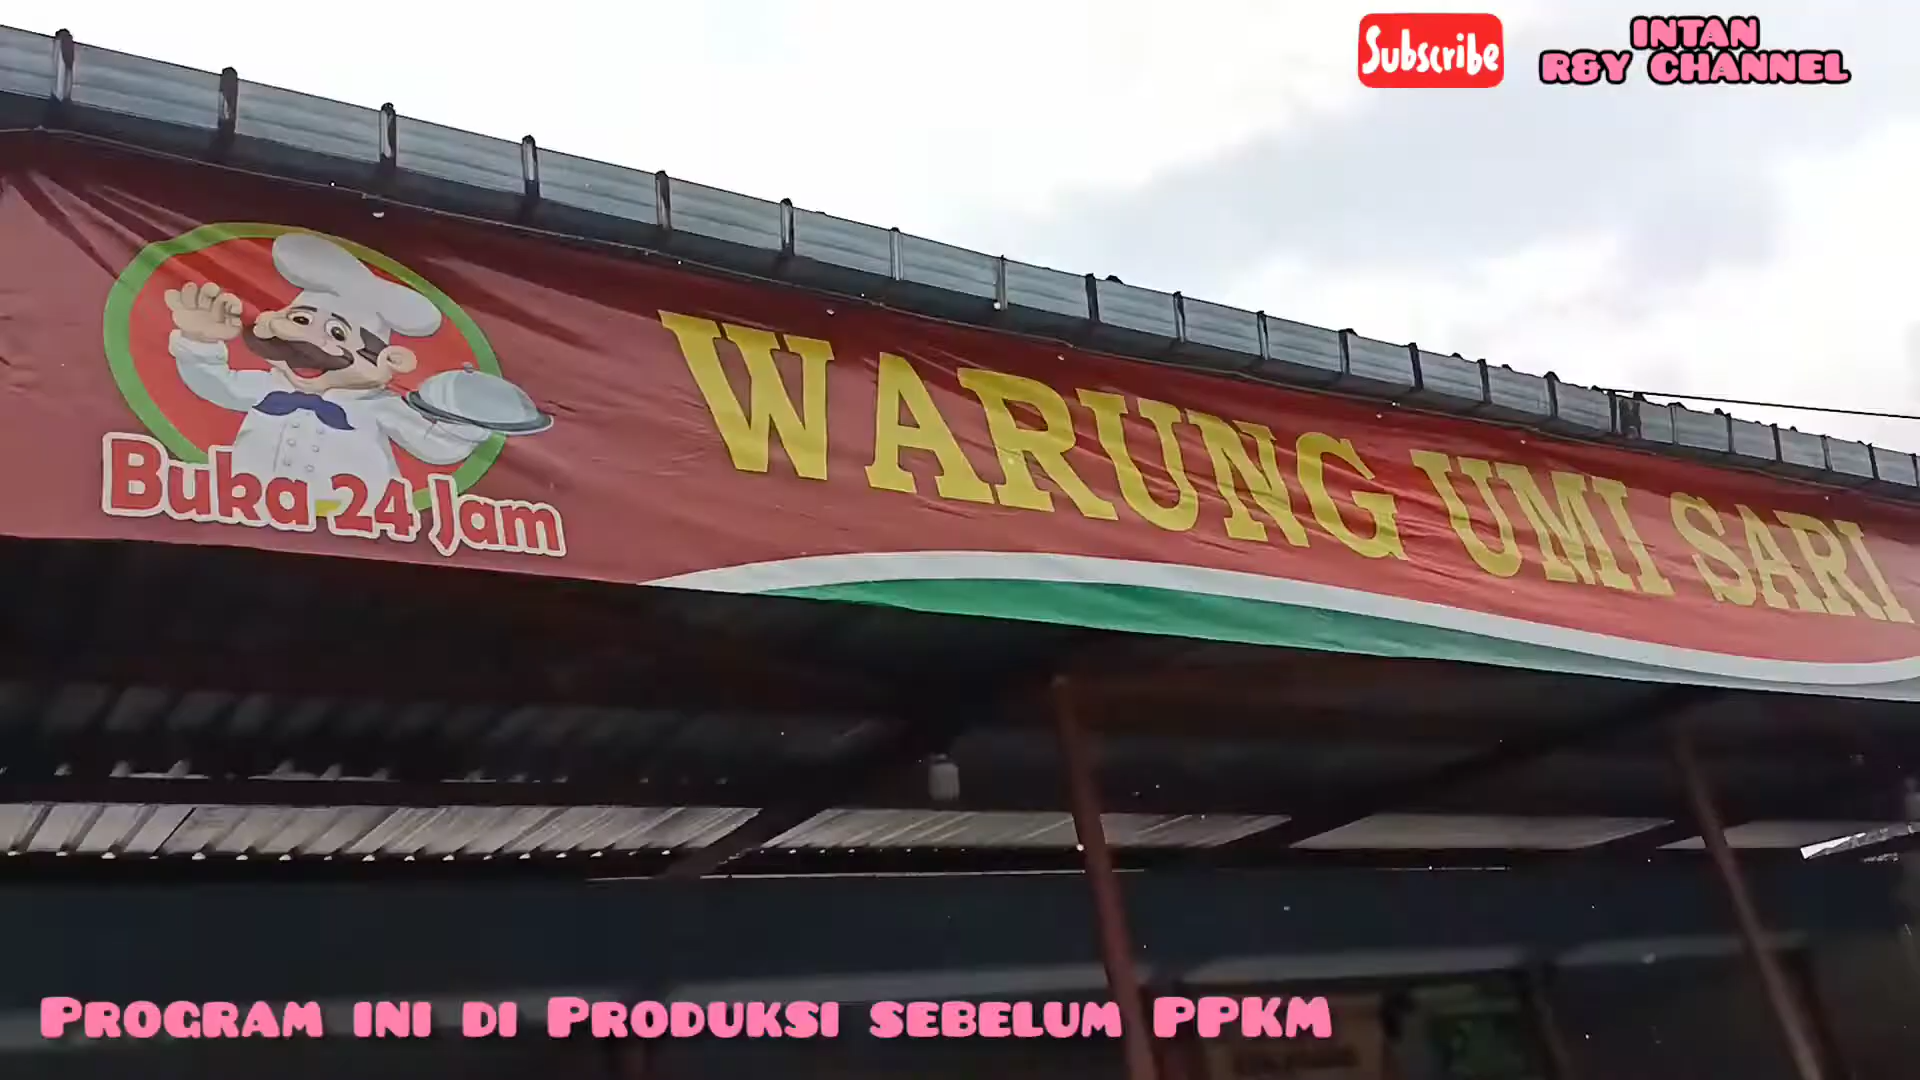 Subscribe
INTAN
R&Y CHANNEL
WARUNG UMI SARI
Buka 24 Jam
Program ini di Produksi sebelum PPKM